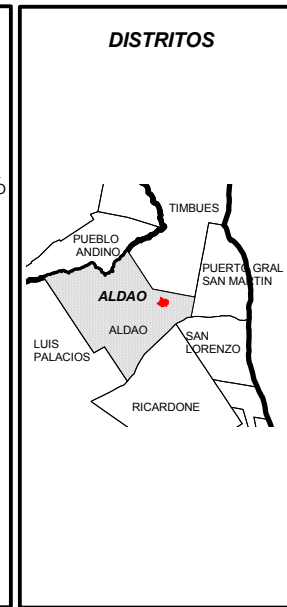 DISTRITOS
TIMBUES
PUEBLO
ANDINO
PUERTO GRAL
SAN MARTIN
ALDAO
ALDAO
SAN
LORENZO
LUIS
PALACIOS
RICARDONE